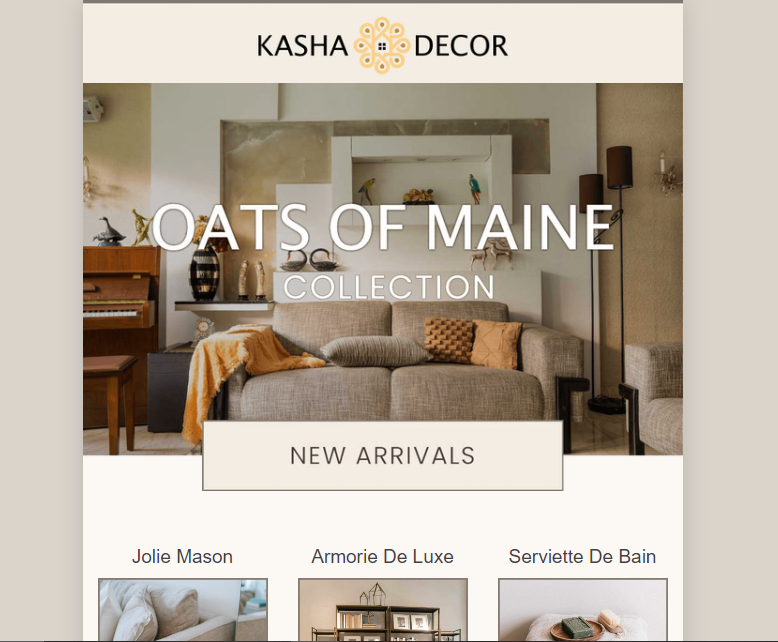 KASHA DECOR
OATS OF MAINE
COLLECTION
NEW ARRIVALS
Jolie Mason
Armorie De Luxe
Serviette De Bain